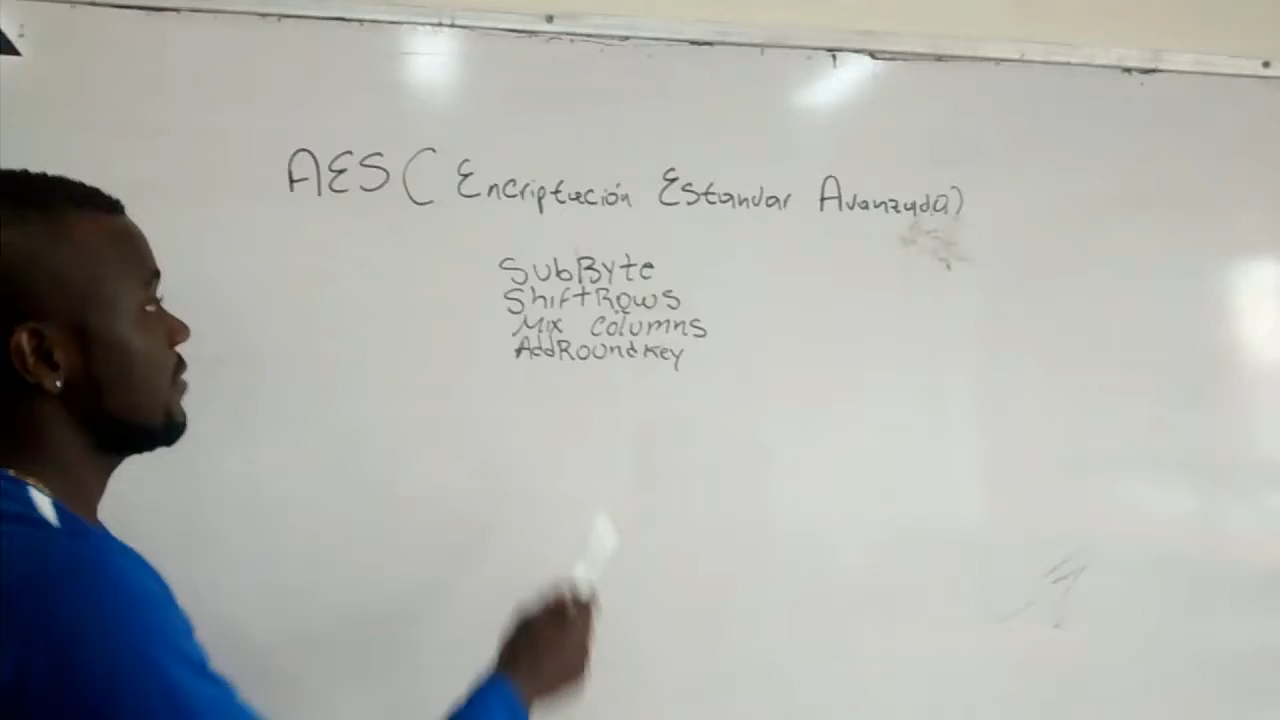 AES (Encriptación Estandar Avanzada)
SubByte
ShiftRows
Mix Columns
AddRoundKey